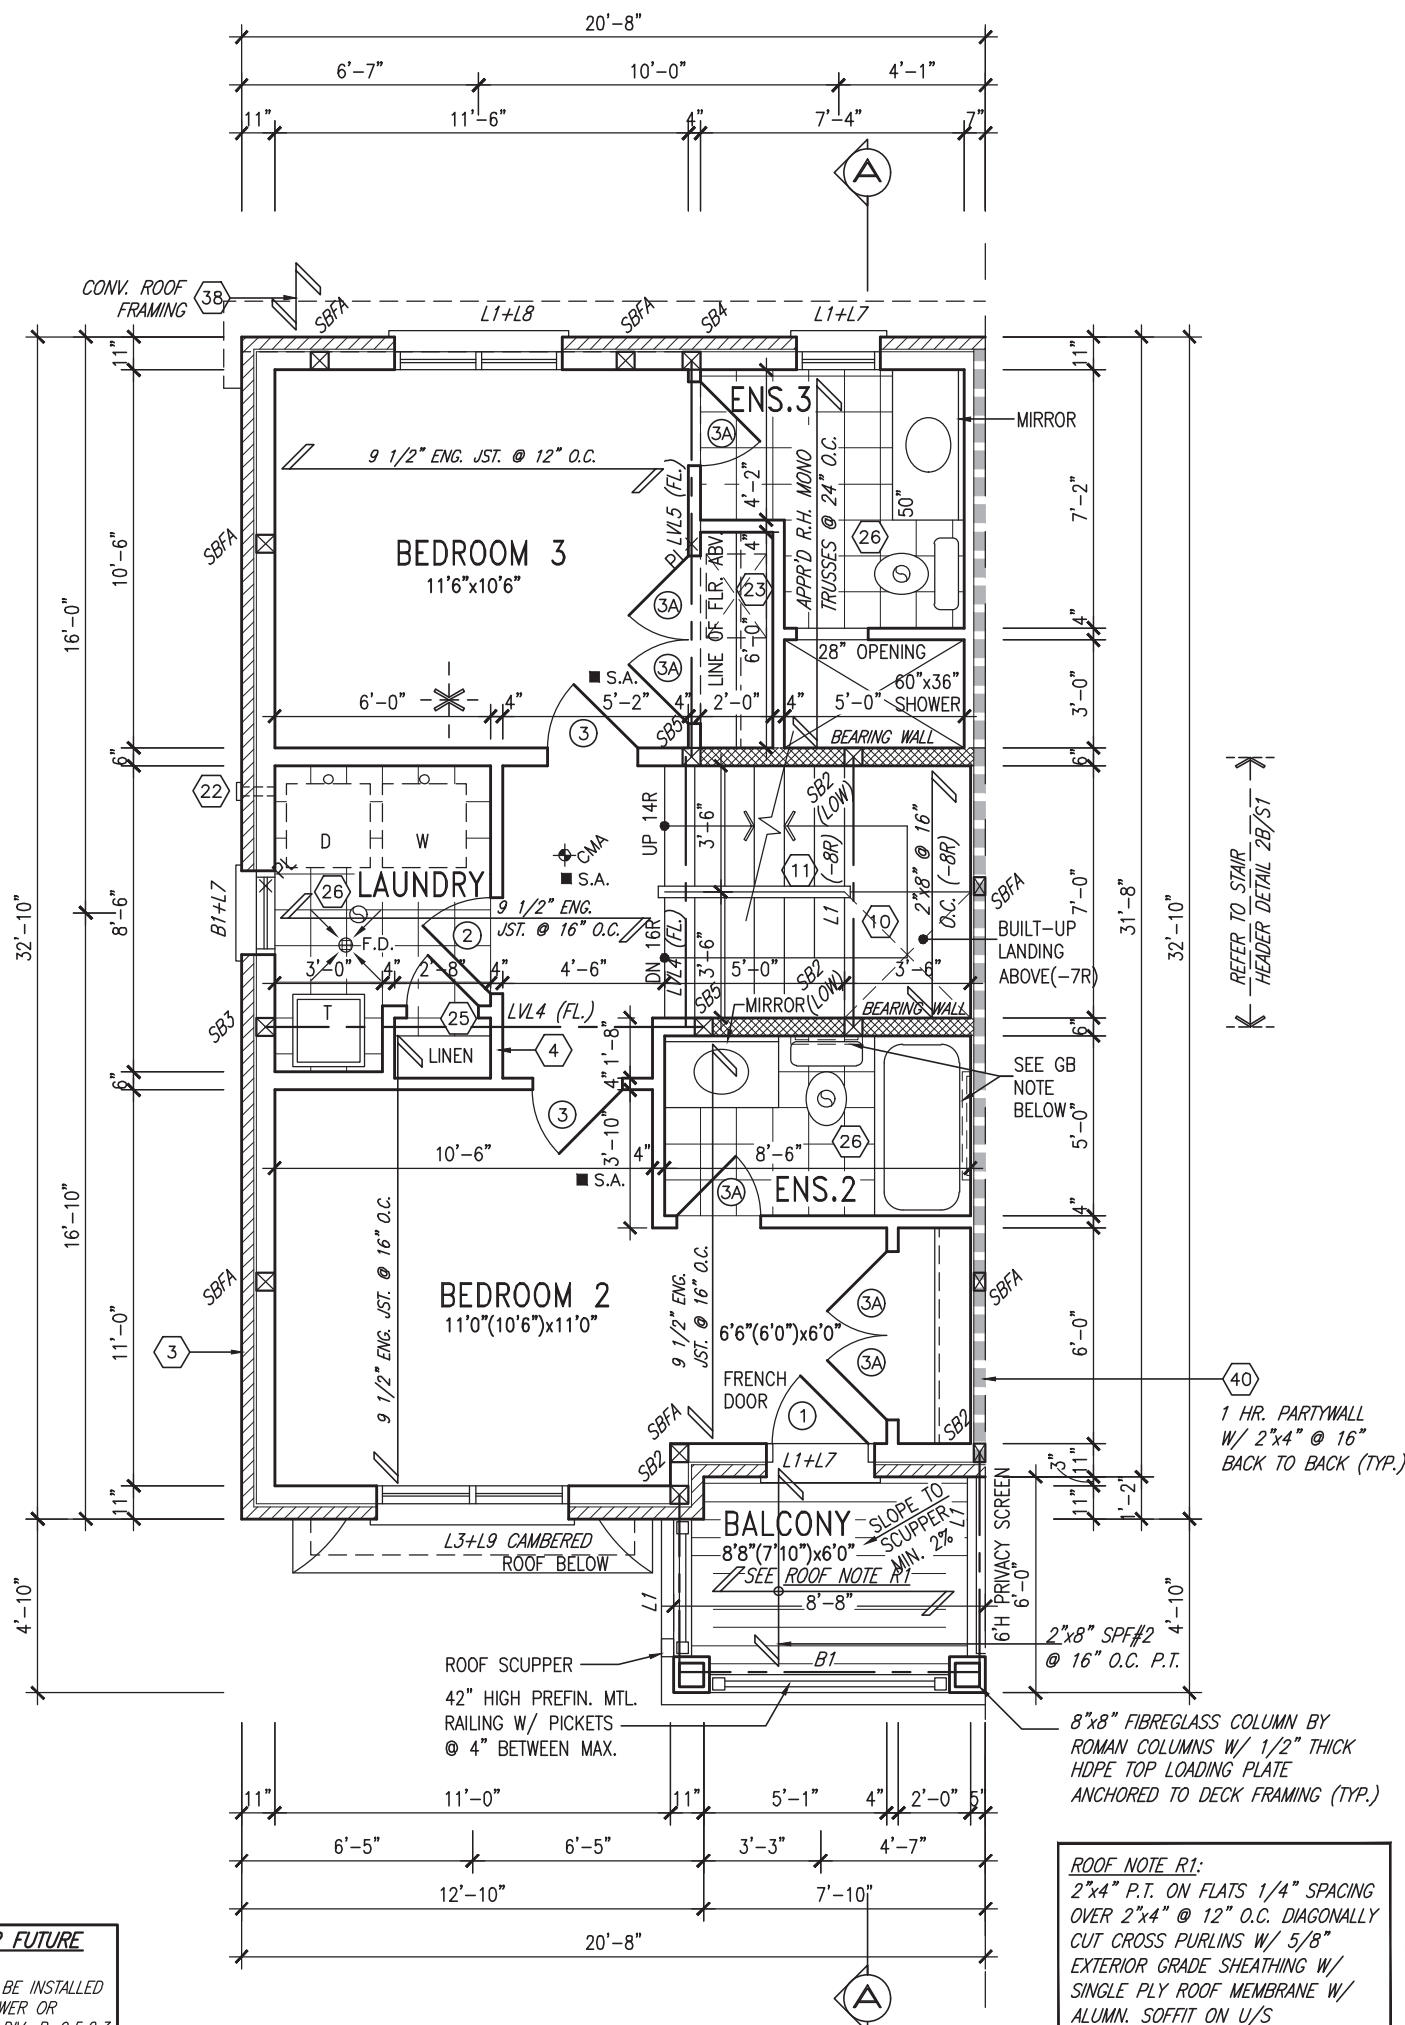 20'-8"
6'-7" 10'-0" 4'-1"
11" 11'-6" 4" 7'-4" 7"
A
CONV. ROOF
FRAMING
38
SBFA
L1+L8
SBFA
SB4
L1+L7
11"
11"
ENS.3
MIRROR
3A
9 1/2" ENG. JST. @ 12" O.C.
LVL5 (FL.)
PL
4'-2"
APPR'D R.H. MONO
TRUSSES @ 24" O.C.
50"
7'-2"
SBFA
BEDROOM 3
11'6"x10'6"
26
4"
LINE OF FLR. ABV.
23
10'-6"
16'-0"
3A
3A
6'-0"
4"
28" OPENING
60"x36"
SHOWER
3'-0"
S.A.
6'-0" 4" 5'-2" 4" 2'-0" 4" 5'-0"
3
SB5
BEARING WALL
6"
6"
22
D W
PL
26
LAUNDRY
CMA
S.A.
UP 14R
3'-6"
SB2
(LOW)
11
L1 (-8R)
2"x8" @ 16"
O.C. (-8R)
SBFA
REFER TO STAIR
HEADER DETAIL 2B/S1
B1+L7
8'-6"
32'-10"
9 1/2" ENG.
JST. @ 16" O.C.
2
F.D.
10
7'-0"
31'-8"
32'-10"
BUILT-UP
LANDING
ABOVE(-7R)
DN 16R
LVL4 (FL.)
3'-6"
3'-0" 4" 2'-8" 4" 4'-6" 5'-0" 3'-6"
SB2
(LOW)
SB5
MIRROR
BEARING WALL
SB3
T
25
LVL4 (FL.)
6"
LINEN
4
1'-8"
SEE GB
NOTE
BELOW
6"
4"
3
3'-10"
26
5'-0"
10'-6" 4" 8'-6"
S.A.
3A
ENS.2
4"
16'-10"
9 1/2" ENG. JST. @ 16" O.C.
9 1/2" ENG.
JST. @ 16" O.C.
SBFA
BEDROOM 2
11'0"(10'6")x11'0"
6'6"(6'0")x6'0"
3A
3A
SBFA
11'-0"
6'-0"
3
FRENCH
DOOR
1
40
1 HR. PARTYWALL
W/ 2"x4" @ 16"
BACK TO BACK (TYP.)
SBFA
SB2
SB2
L1+L7
3"
11"
11"
11"
1'-2"
BALCONY
8'8"(7'10")x6'0"
SLOPE TO
SCUPPER
MIN. 2%
L1
SEE ROOF NOTE R1
8'-8"
6'H PRIVACY SCREEN
6'-0"
L3+L9 CAMBERED
ROOF BELOW
L1
4'-10"
4'-10"
2"x8" SPF#2
@ 16" O.C. P.T.
B1
ROOF SCUPPER
42" HIGH PREFIN. MTL.
RAILING W/ PICKETS
@ 4" BETWEEN MAX.
8"x8" FIBREGLASS COLUMN BY
ROMAN COLUMNS W/ 1/2" THICK
HDPE TOP LOADING PLATE
ANCHORED TO DECK FRAMING (TYP.)
11" 11'-0" 11" 5'-1" 4" 2'-0" 5"
6'-5" 6'-5" 3'-3" 4'-7"
12'-10" 7'-10"
20'-8"
A
ROOF NOTE R1:
2"x4" P.T. ON FLATS 1/4" SPACING
OVER 2"x4" @ 12" O.C. DIAGONALLY
CUT CROSS PURLINS W/ 5/8"
EXTERIOR GRADE SHEATHING W/
SINGLE PLY ROOF MEMBRANE W/
ALUMN. SOFFIT ON U/S
FUTURE
BE INSTALLED
OR